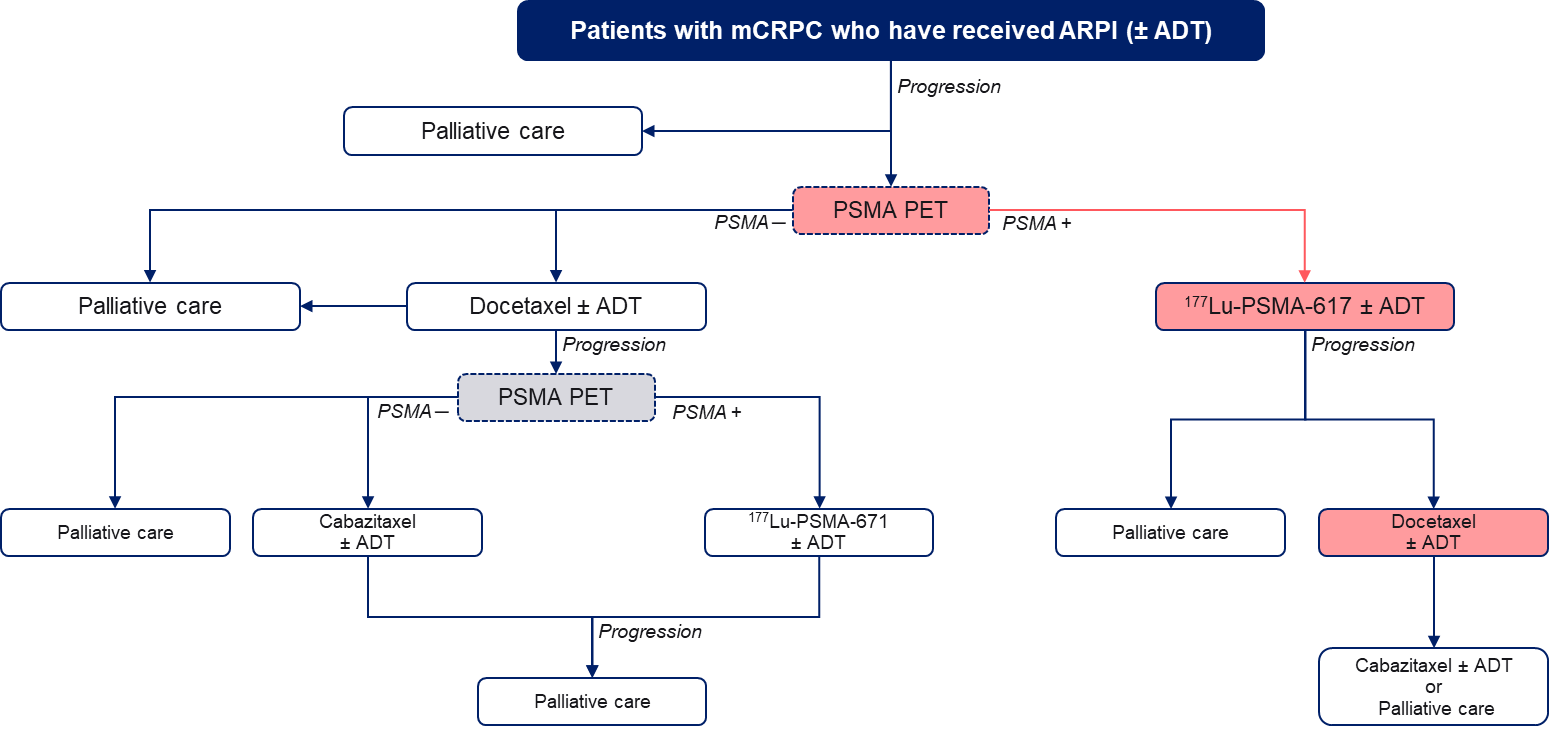 Patients with mCRPC who have received ARPI (± ADT)
Progression
Palliative care
PSMA PET
PSMA –
PSMA +
Palliative care
Docetaxel ± ADT
¹⁷⁷Lu-PSMA-617 ± ADT
Progression
Progression
PSMA PET
PSMA –
PSMA +
Palliative care
Cabazitaxel
± ADT
¹⁷⁷Lu-PSMA-671
± ADT
Palliative care
Docetaxel
± ADT
Progression
Palliative care
Cabazitaxel ± ADT
or
Palliative care